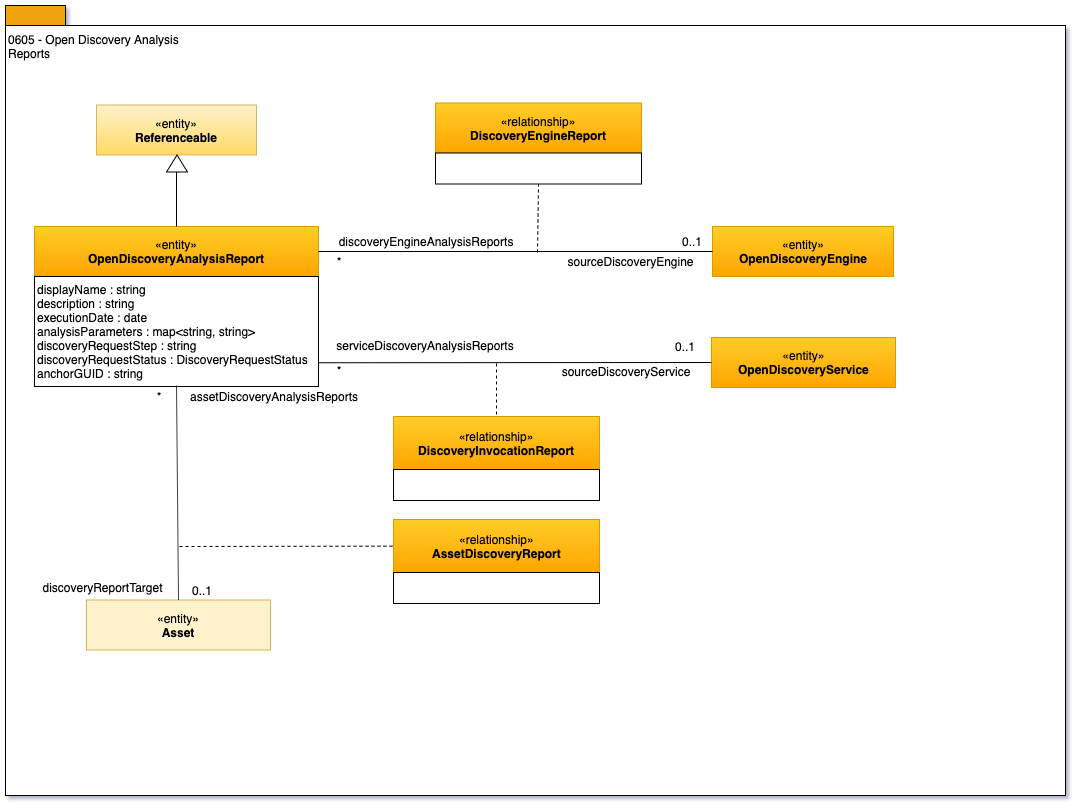 0605 - Open Discovery Analysis
Reports
«entity»
Referenceable
«relationship»
DiscoveryEngineReport
«entity»
OpenDiscoveryAnalysisReport
displayName : string
description : string
executionDate : date
analysisParameters : map<string, string>
discoveryRequestStep : string
discoveryRequestStatus : DiscoveryRequestStatus
anchorGUID : string
discoveryEngineAnalysisReports
*
0..1
sourceDiscoveryEngine
«entity»
OpenDiscoveryEngine
serviceDiscoveryAnalysisReports
*
0..1
sourceDiscoveryService
«entity»
OpenDiscoveryService
*
assetDiscoveryAnalysisReports
«relationship»
DiscoveryInvocationReport
«relationship»
AssetDiscoveryReport
discoveryReportTarget
0..1
«entity»
Asset